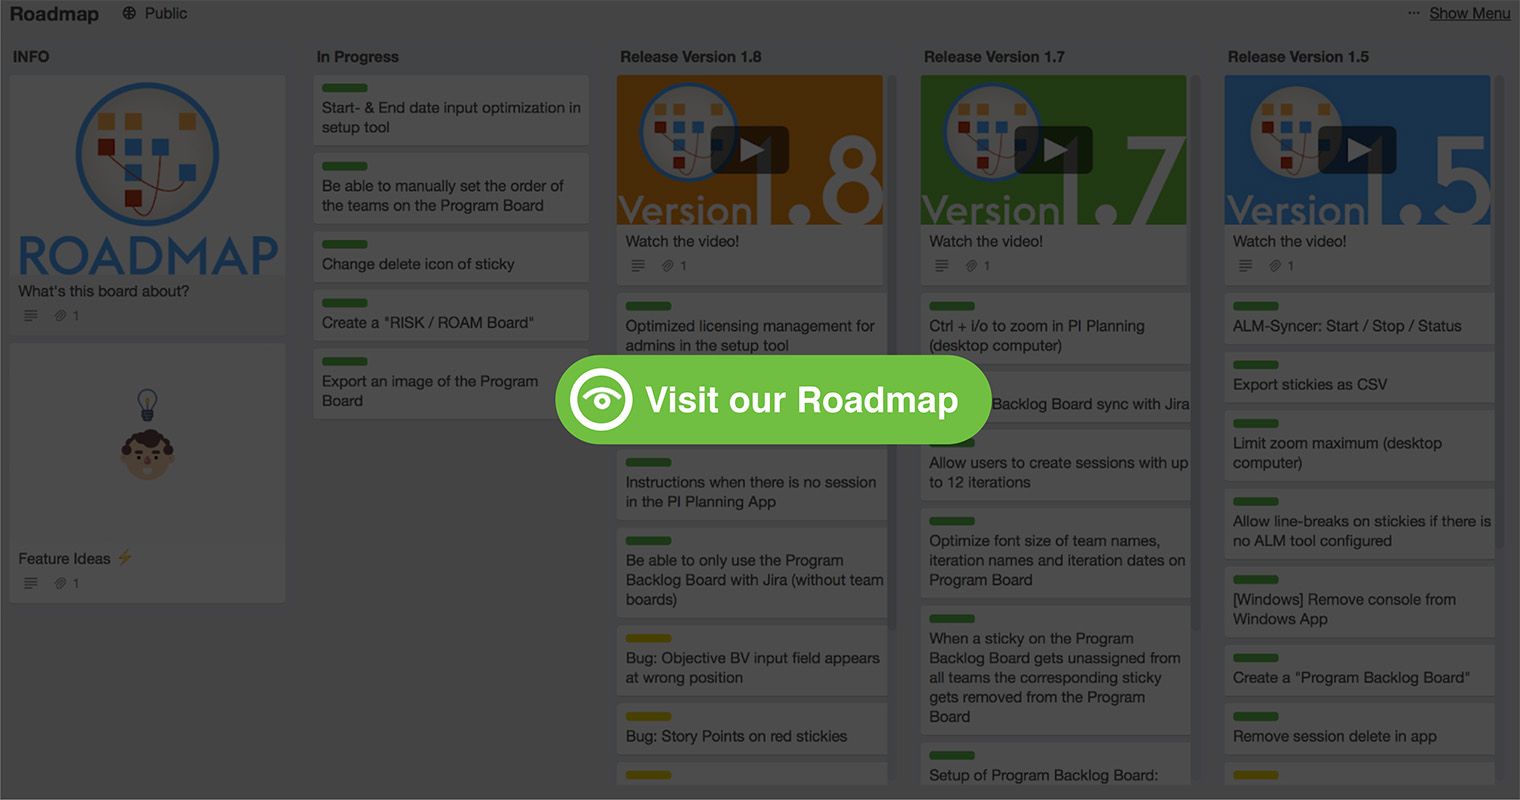 Roadmap
Public
··· Show Menu
INFO
ROADMAP
What's this board about?
1
Feature Ideas ⚡
1
In Progress
Start- & End date input optimization in
setup tool
Be able to manually set the order of
the teams on the Program Board
Change delete icon of sticky
Create a "RISK / ROAM Board"
Export an image of the Program
Board
Release Version 1.8
Version 1.8
Watch the video!
1
Optimized licensing management for
admins in the setup tool
Visit our Roadmap
Instructions when there is no session
in the PI Planning App
Be able to only use the Program
Backlog Board with Jira (without team
boards)
Bug: Objective BV input field appears
at wrong position
Bug: Story Points on red stickies
Release Version 1.7
Version 1.7
Watch the video!
1
Ctrl + i/o to zoom in PI Planning
(desktop computer)
Backlog Board sync with Jira
Allow users to create sessions with up
to 12 iterations
Optimize font size of team names,
iteration names and iteration dates on
Program Board
When a sticky on the Program
Backlog Board gets unassigned from
all teams the corresponding sticky
gets removed from the Program
Board
Setup of Program Backlog Board:
Release Version 1.5
Version 1.5
Watch the video!
1
ALM-Syncer: Start / Stop / Status
Export stickies as CSV
Limit zoom maximum (desktop
computer)
Allow line-breaks on stickies if there is
no ALM tool configured
[Windows] Remove console from
Windows App
Create a "Program Backlog Board"
Remove session delete in app